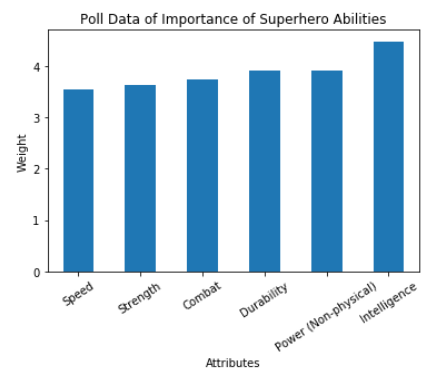 Poll Data of Importance of Superhero Abilities
Weight
4
3
2
1
0
Speed
Strength
Combat
Durability
Power (Non-physical)
Intelligence
Attributes